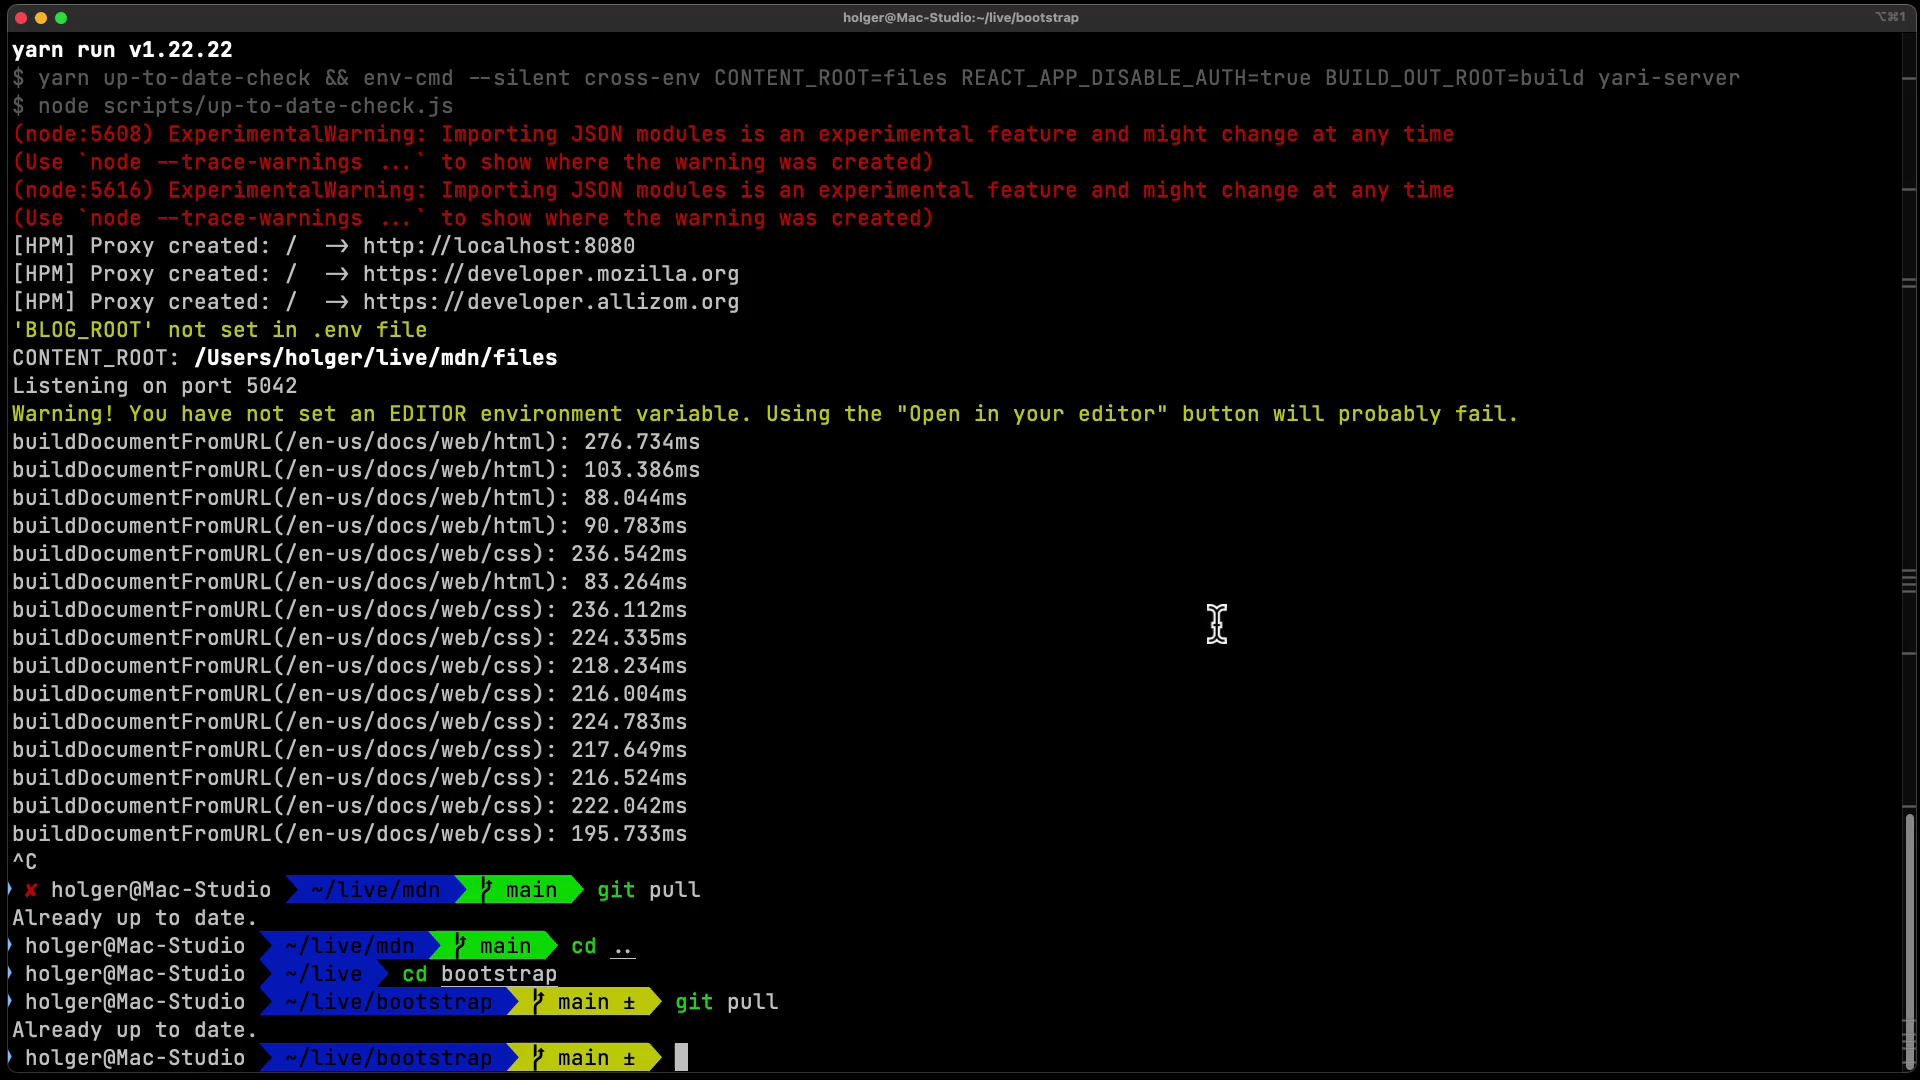 holger@Mac-Studio:~/live/bootstrap
⌥⌘1
yarn run v1.22.22
$ yarn up-to-date-check && env-cmd --silent cross-env CONTENT_ROOT=files REACT_APP_DISABLE_AUTH=true BUILD_OUT_ROOT=build yari-server
$ node scripts/up-to-date-check.js
(node:5608) ExperimentalWarning: Importing JSON modules is an experimental feature and might change at any time
(Use `node --trace-warnings ...` to show where the warning was created)
(node:5616) ExperimentalWarning: Importing JSON modules is an experimental feature and might change at any time
(Use `node --trace-warnings ...` to show where the warning was created)
[HPM] Proxy created: /  -> http://localhost:8080
[HPM] Proxy created: /  -> https://developer.mozilla.org
[HPM] Proxy created: /  -> https://developer.allizom.org
'BLOG_ROOT' not set in .env file
CONTENT_ROOT: /Users/holger/live/mdn/files
Listening on port 5042
Warning! You have not set an EDITOR environment variable. Using the "Open in your editor" button will probably fail.
buildDocumentFromURL(/en-us/docs/web/html): 276.734ms
buildDocumentFromURL(/en-us/docs/web/html): 103.386ms
buildDocumentFromURL(/en-us/docs/web/html): 88.044ms
buildDocumentFromURL(/en-us/docs/web/html): 90.783ms
buildDocumentFromURL(/en-us/docs/web/css): 236.542ms
buildDocumentFromURL(/en-us/docs/web/html): 83.264ms
buildDocumentFromURL(/en-us/docs/web/css): 236.112ms
buildDocumentFromURL(/en-us/docs/web/css): 224.335ms
buildDocumentFromURL(/en-us/docs/web/css): 218.234ms
buildDocumentFromURL(/en-us/docs/web/css): 216.004ms
buildDocumentFromURL(/en-us/docs/web/css): 224.783ms
buildDocumentFromURL(/en-us/docs/web/css): 217.649ms
buildDocumentFromURL(/en-us/docs/web/css): 216.524ms
buildDocumentFromURL(/en-us/docs/web/css): 222.042ms
buildDocumentFromURL(/en-us/docs/web/css): 195.733ms
^C
✘ holger@Mac-Studio ~/live/mdn main git pull
Already up to date.
holger@Mac-Studio ~/live/mdn main cd ..
holger@Mac-Studio ~/live cd bootstrap
holger@Mac-Studio ~/live/bootstrap main ± git pull
Already up to date.
holger@Mac-Studio ~/live/bootstrap main ±